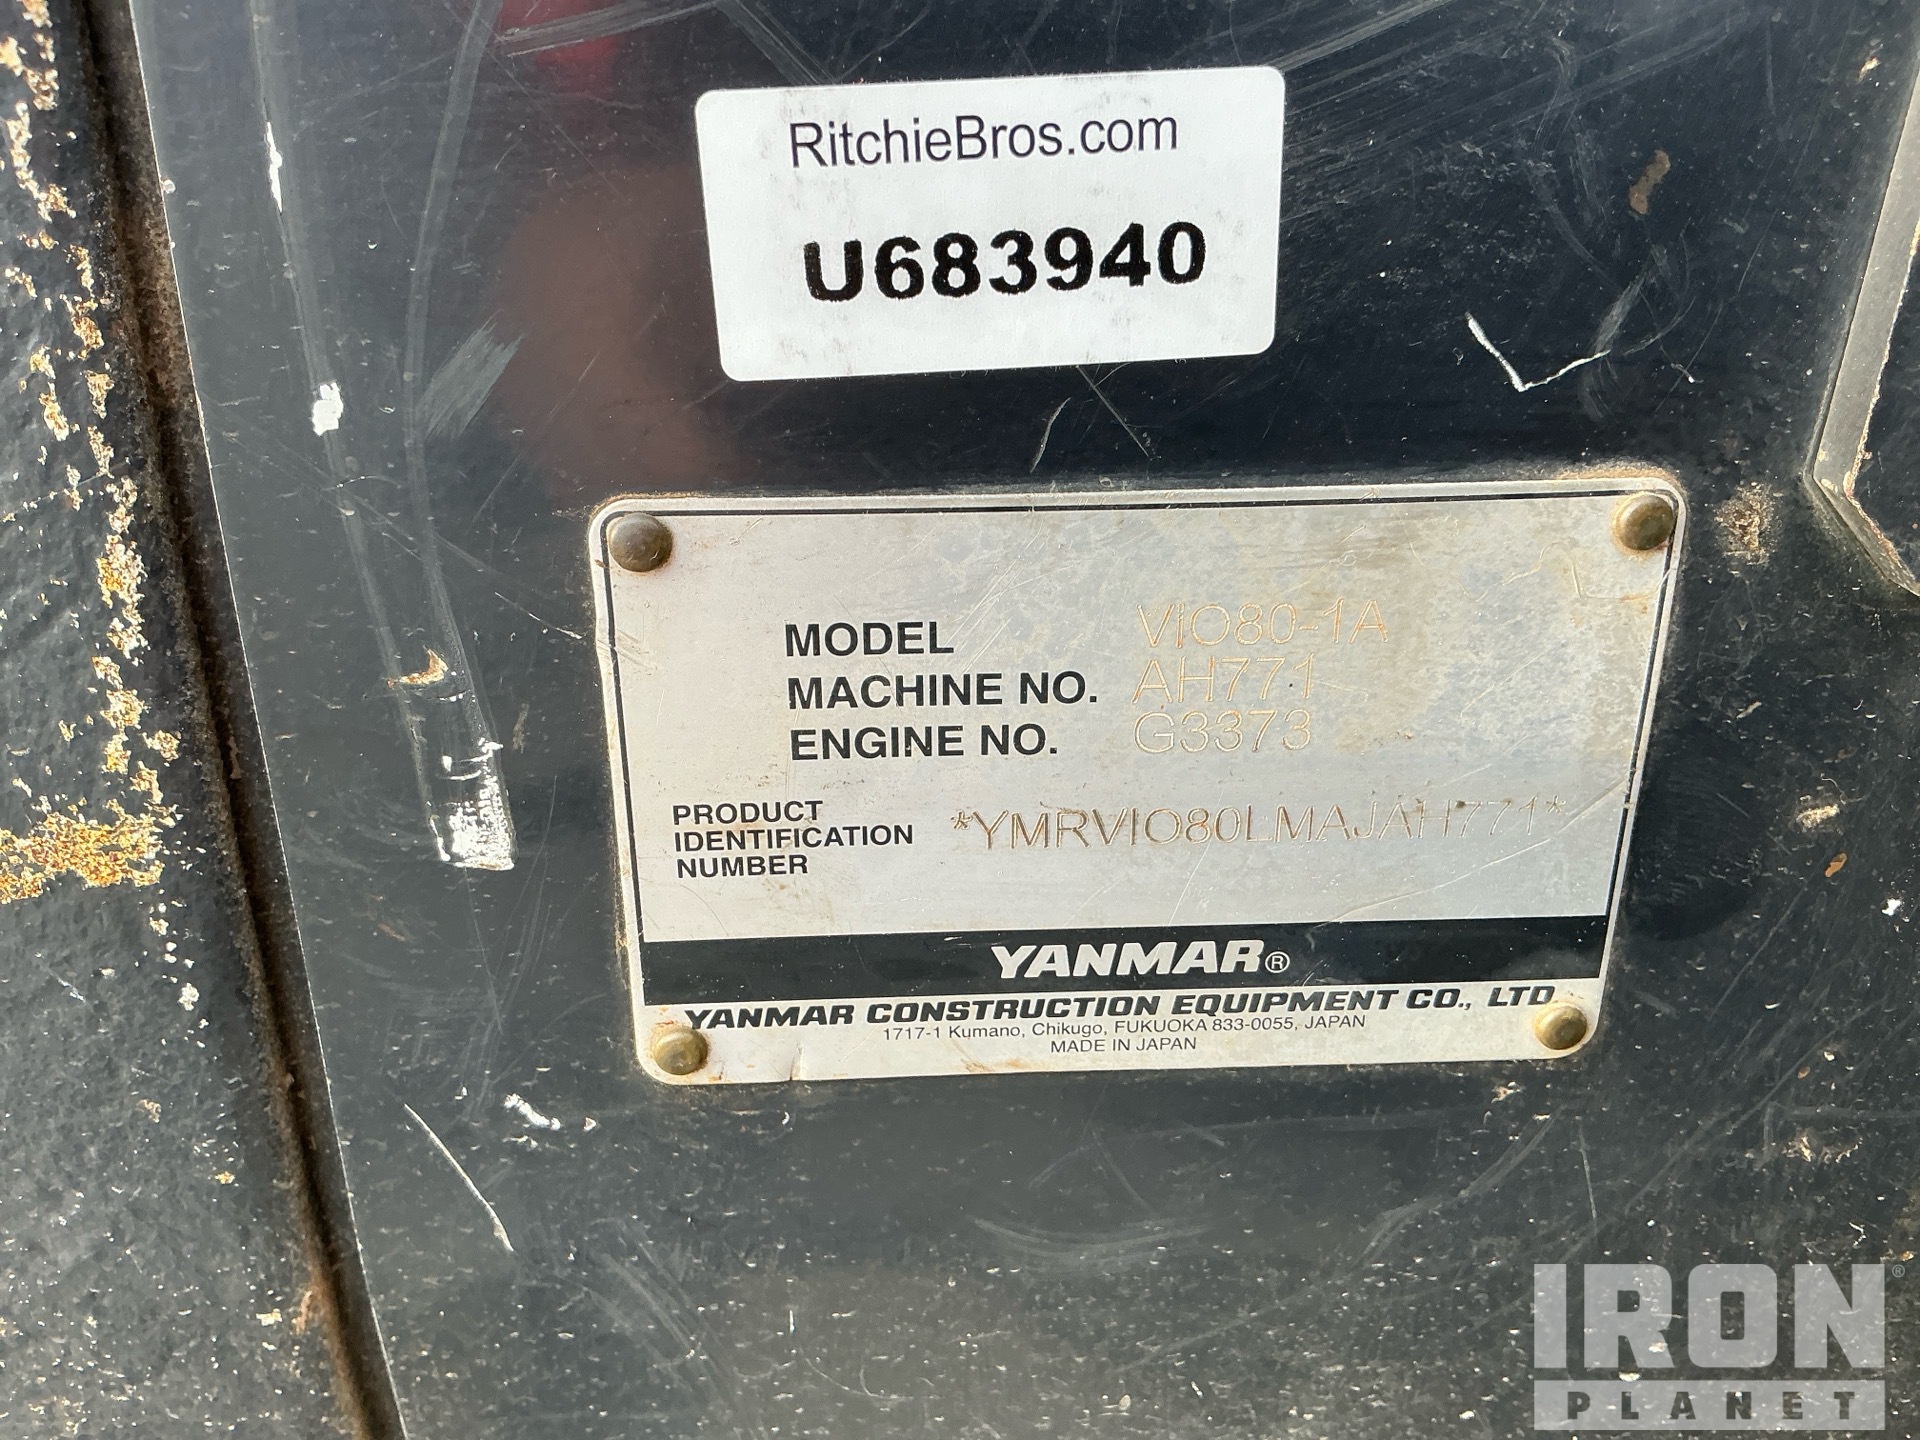 RitchieBros.com
U683940
MODEL ViO80-1A
MACHINE NO. AH771
ENGINE NO. G3373
PRODUCT
IDENTIFICATION
NUMBER
*YMRVIO80LMAJAH771*
YANMAR®
YANMAR CONSTRUCTION EQUIPMENT CO., LTD
1717-1 Kumano, Chikugo, FUKUOKA 833-0055, JAPAN
MADE IN JAPAN
IRON®
PLANET